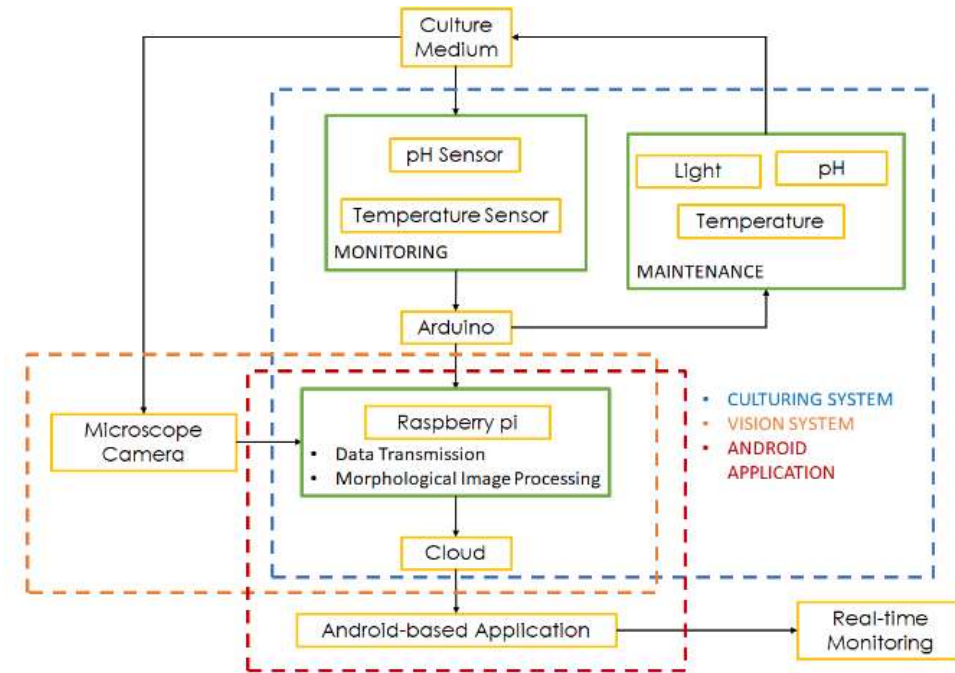 Culture
Medium
pH Sensor
Temperature Sensor
MONITORING
Light
pH
Temperature
MAINTENANCE
Arduino
Microscope
Camera
Raspberry pi
• Data Transmission
• Morphological Image Processing
• CULTURING SYSTEM
• VISION SYSTEM
• ANDROID
APPLICATION
Cloud
Android-based Application
Real-time
Monitoring